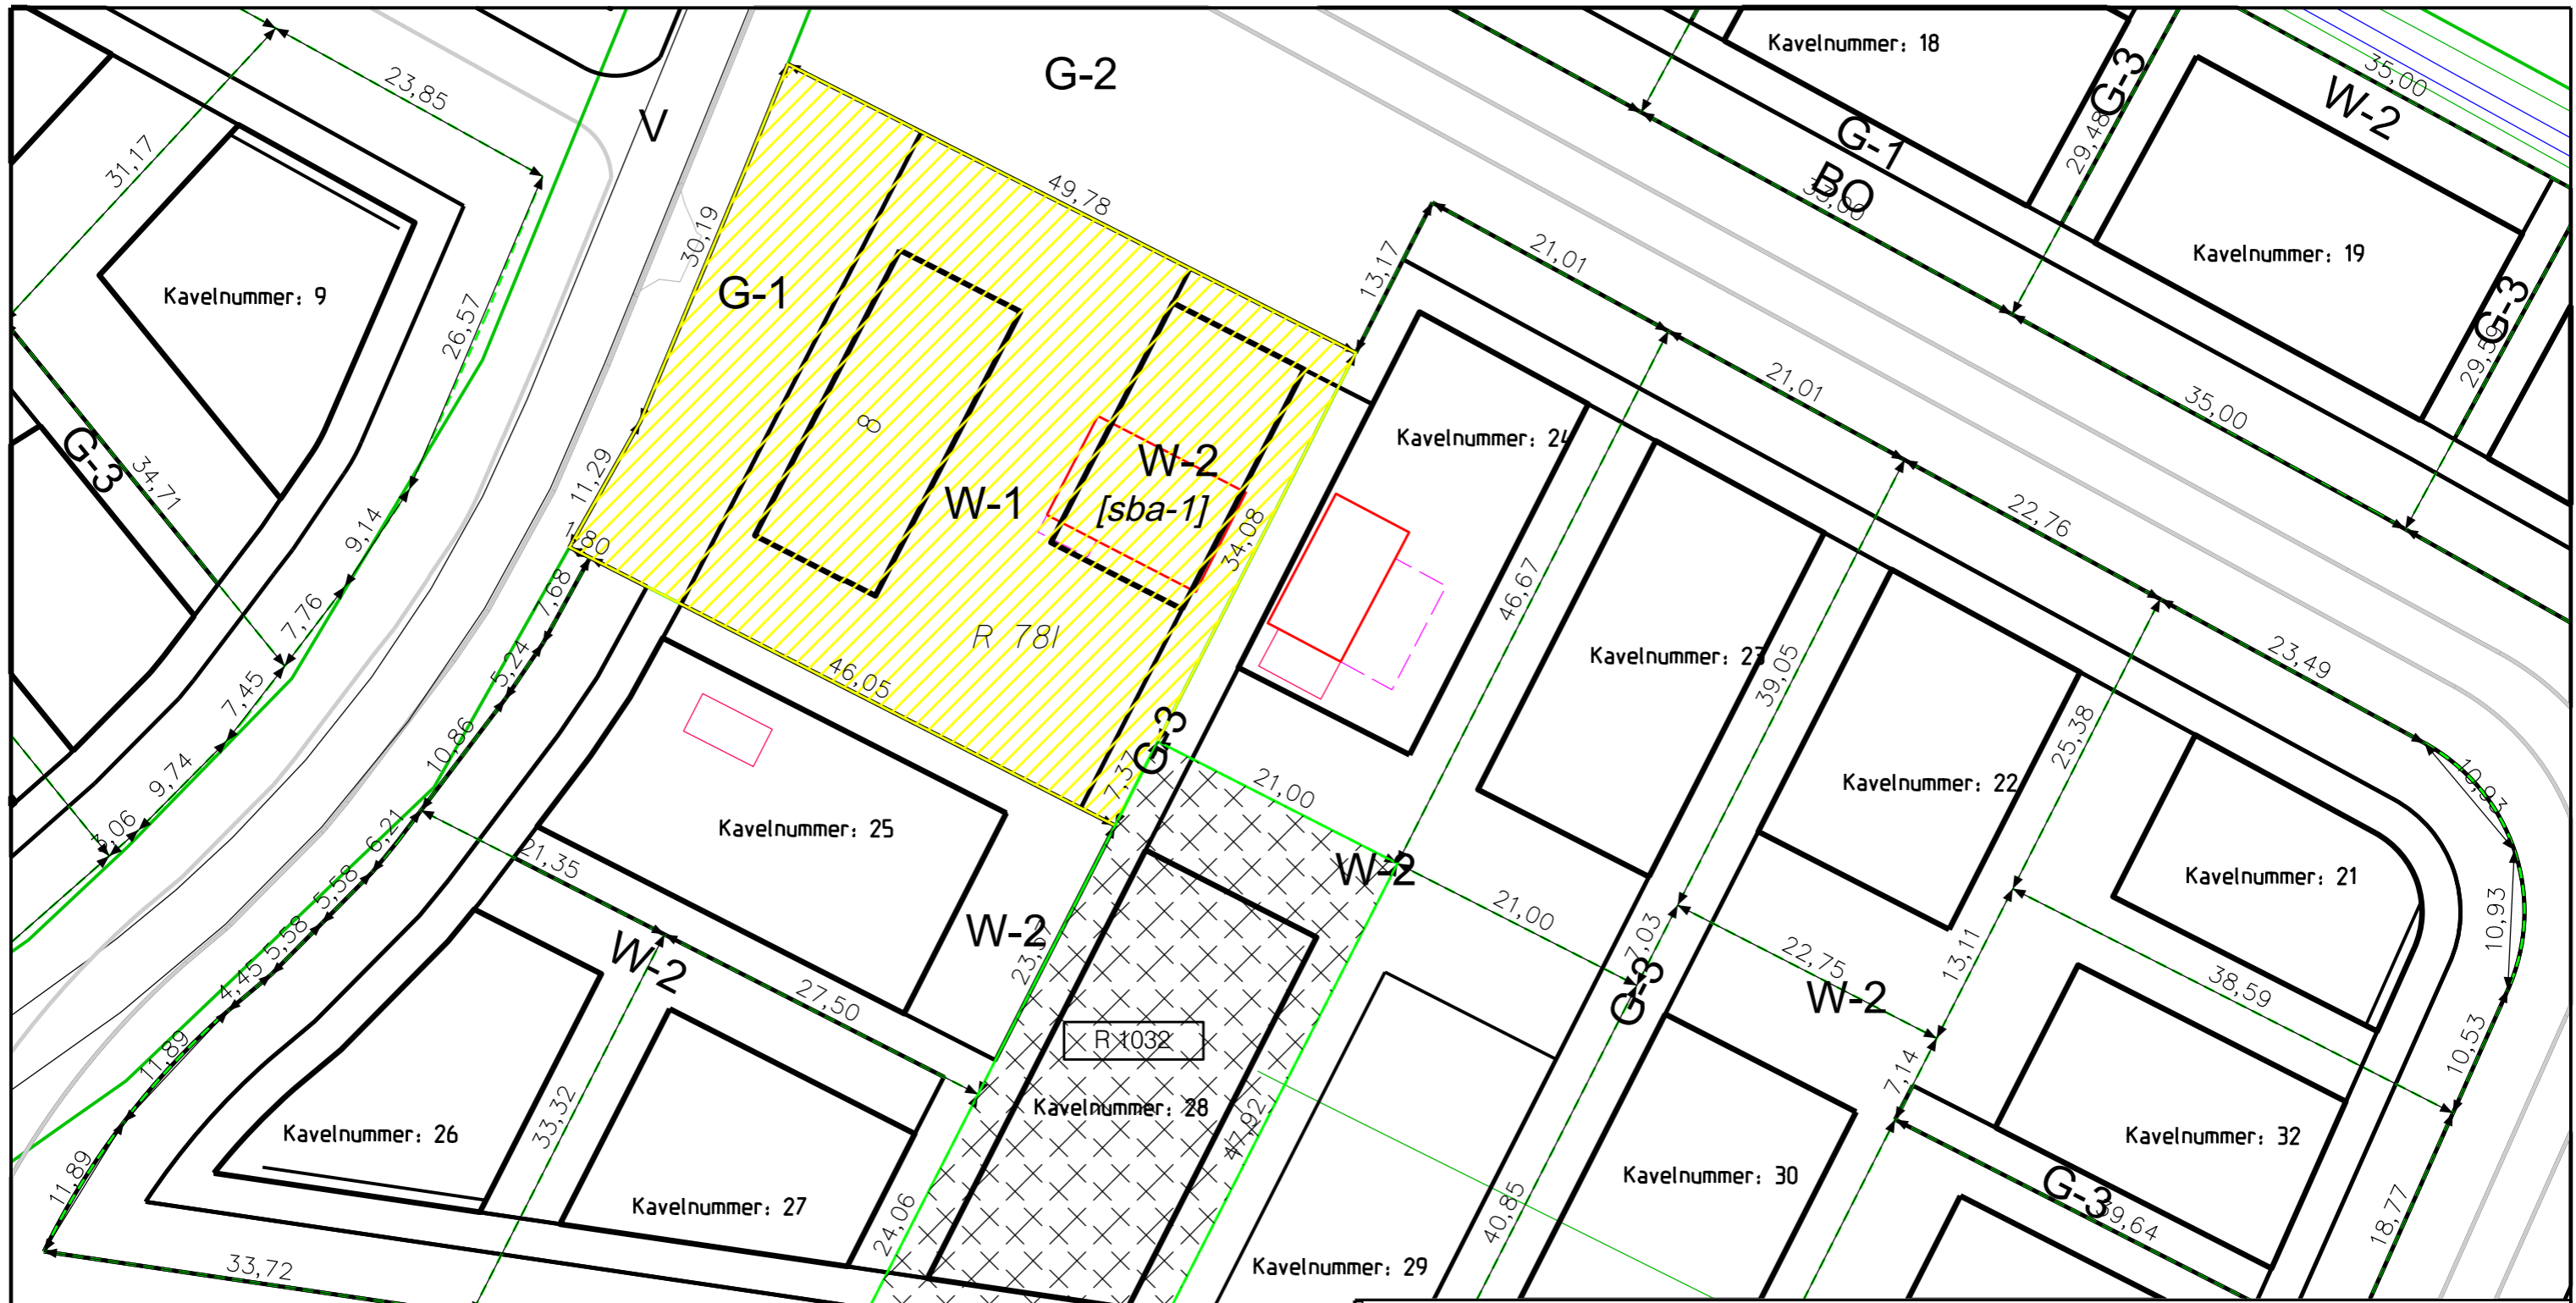 Kavelnummer: 18
G-2
G-3
35,00
W-2
23,85
V
31,17
29,48
G-1
BO
35,00
49,78
30,19
21,01
13,17
Kavelnummer: 19
Kavelnummer: 9
G-1
G-3
26,57
29,59
21,01
35,00
8
Kavelnummer: 24
G-3
34,71
11,29
W-2
W-1
[sba-1]
22,76
9,14
1,80
34,08
7,68
46,67
7,76
R 781
5,24
46,05
Kavelnummer: 23
39,05
23,49
7,45
10,86
G-3
25,38
9,74
7,37
21,00
10,93
Kavelnummer: 22
3,06
6,21
Kavelnummer: 25
21,35
W-2
Kavelnummer: 21
5,58
21,00
10,93
W-2
5,58
W-2
7,03
22,75
13,11
4,45
27,50
G-3
W-2
38,59
11,89
R 1032
10,53
7,14
33,32
Kavelnummer: 28
47,92
Kavelnummer: 26
Kavelnummer: 32
11,89
Kavelnummer: 30
G-3
Kavelnummer: 27
24,06
40,85
39,64
18,77
33,72
Kavelnummer: 29